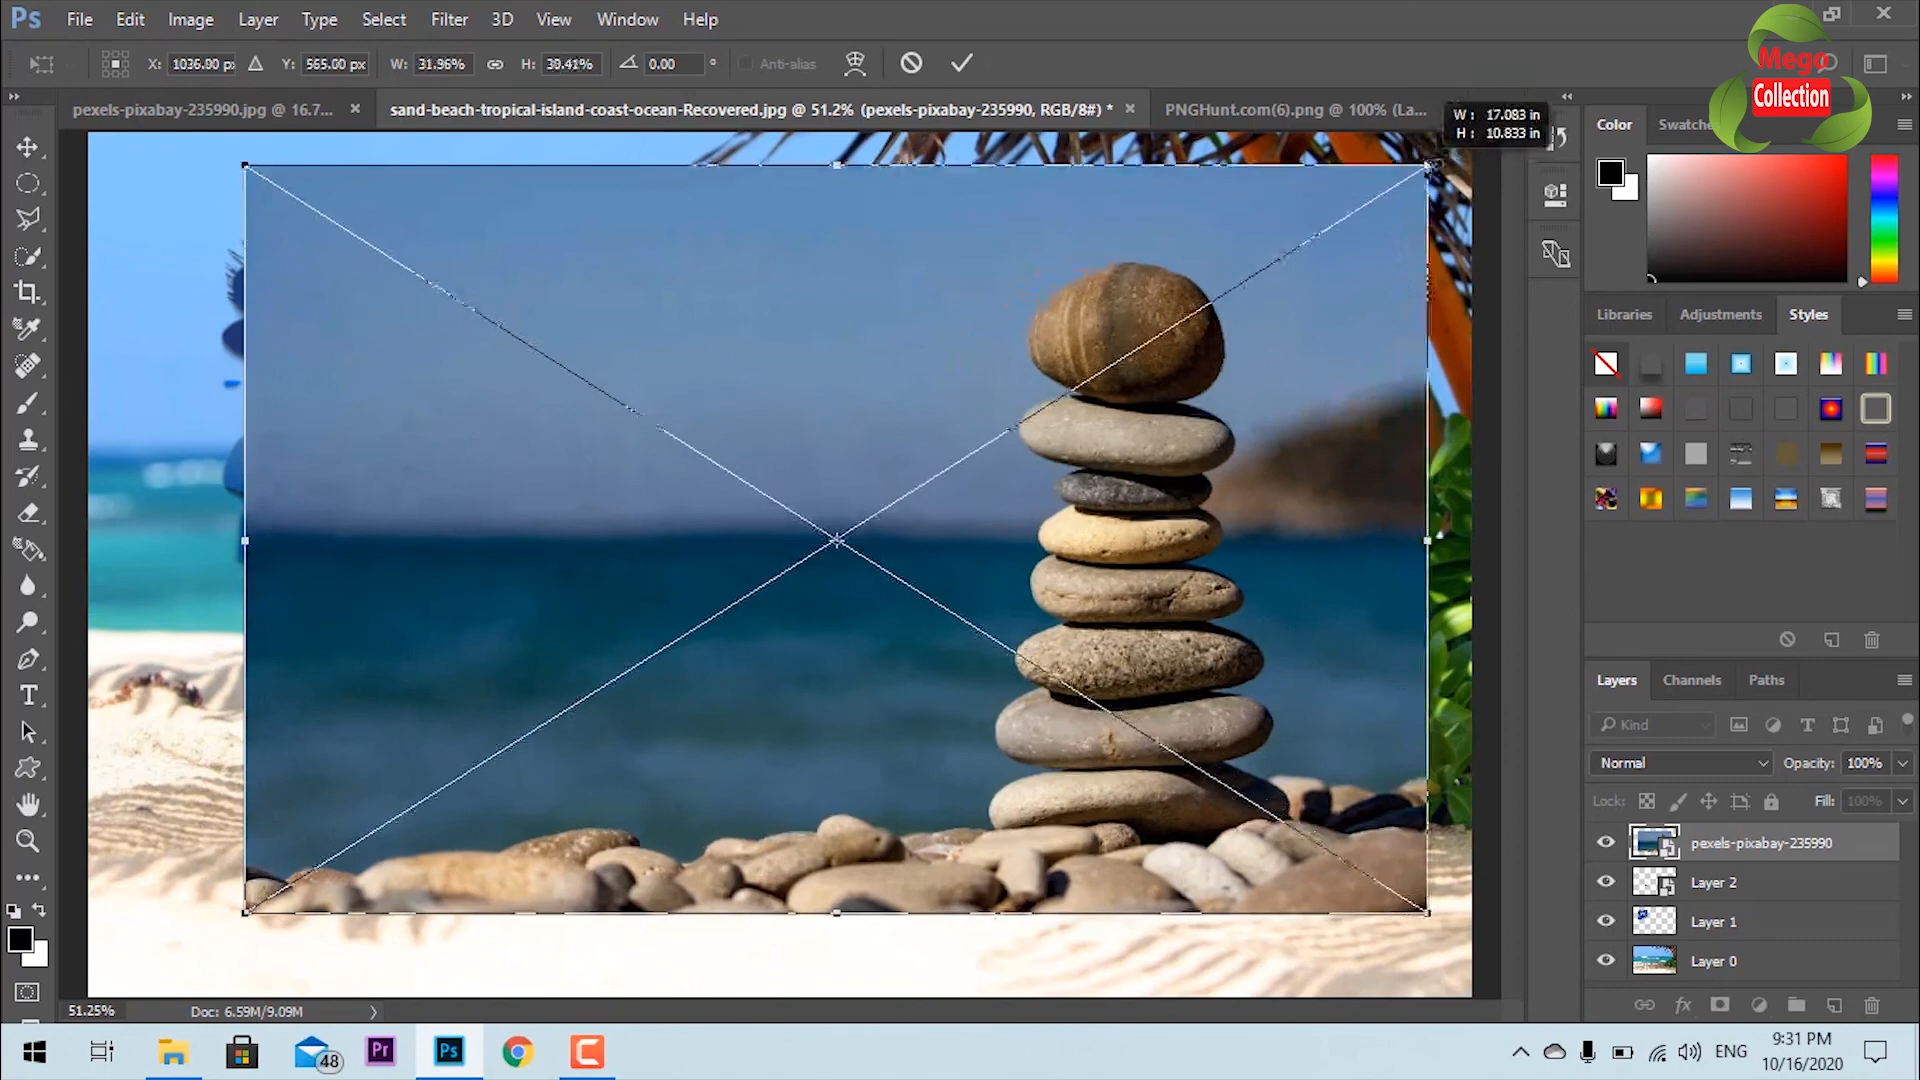 Ps File Edit Image Layer Type Select Filter 3D View Window Help
X: 1036.00 px Y: 565.00 px W: 31.96% H: 30.41% 0.00 ° Anti-alias
Mego
Collection
pexels-pixabay-235990.jpg @ 16.7... × sand-beach-tropical-island-coast-ocean-Recovered.jpg @ 51.2% (pexels-pixabay-235990, RGB/8#) * × PNGHunt.com(6).png @ 100% (La...
W : 17.083 in
H : 10.833 in
Color Swatche
Libraries Adjustments Styles
Layers Channels Paths
Kind
Normal Opacity: 100%
Lock: Fill: 100%
pexels-pixabay-235990
Layer 2
Layer 1
Layer 0
51.25% Doc: 6.59M/9.09M
48 Pr Ps ENG 9:31 PM
10/16/2020